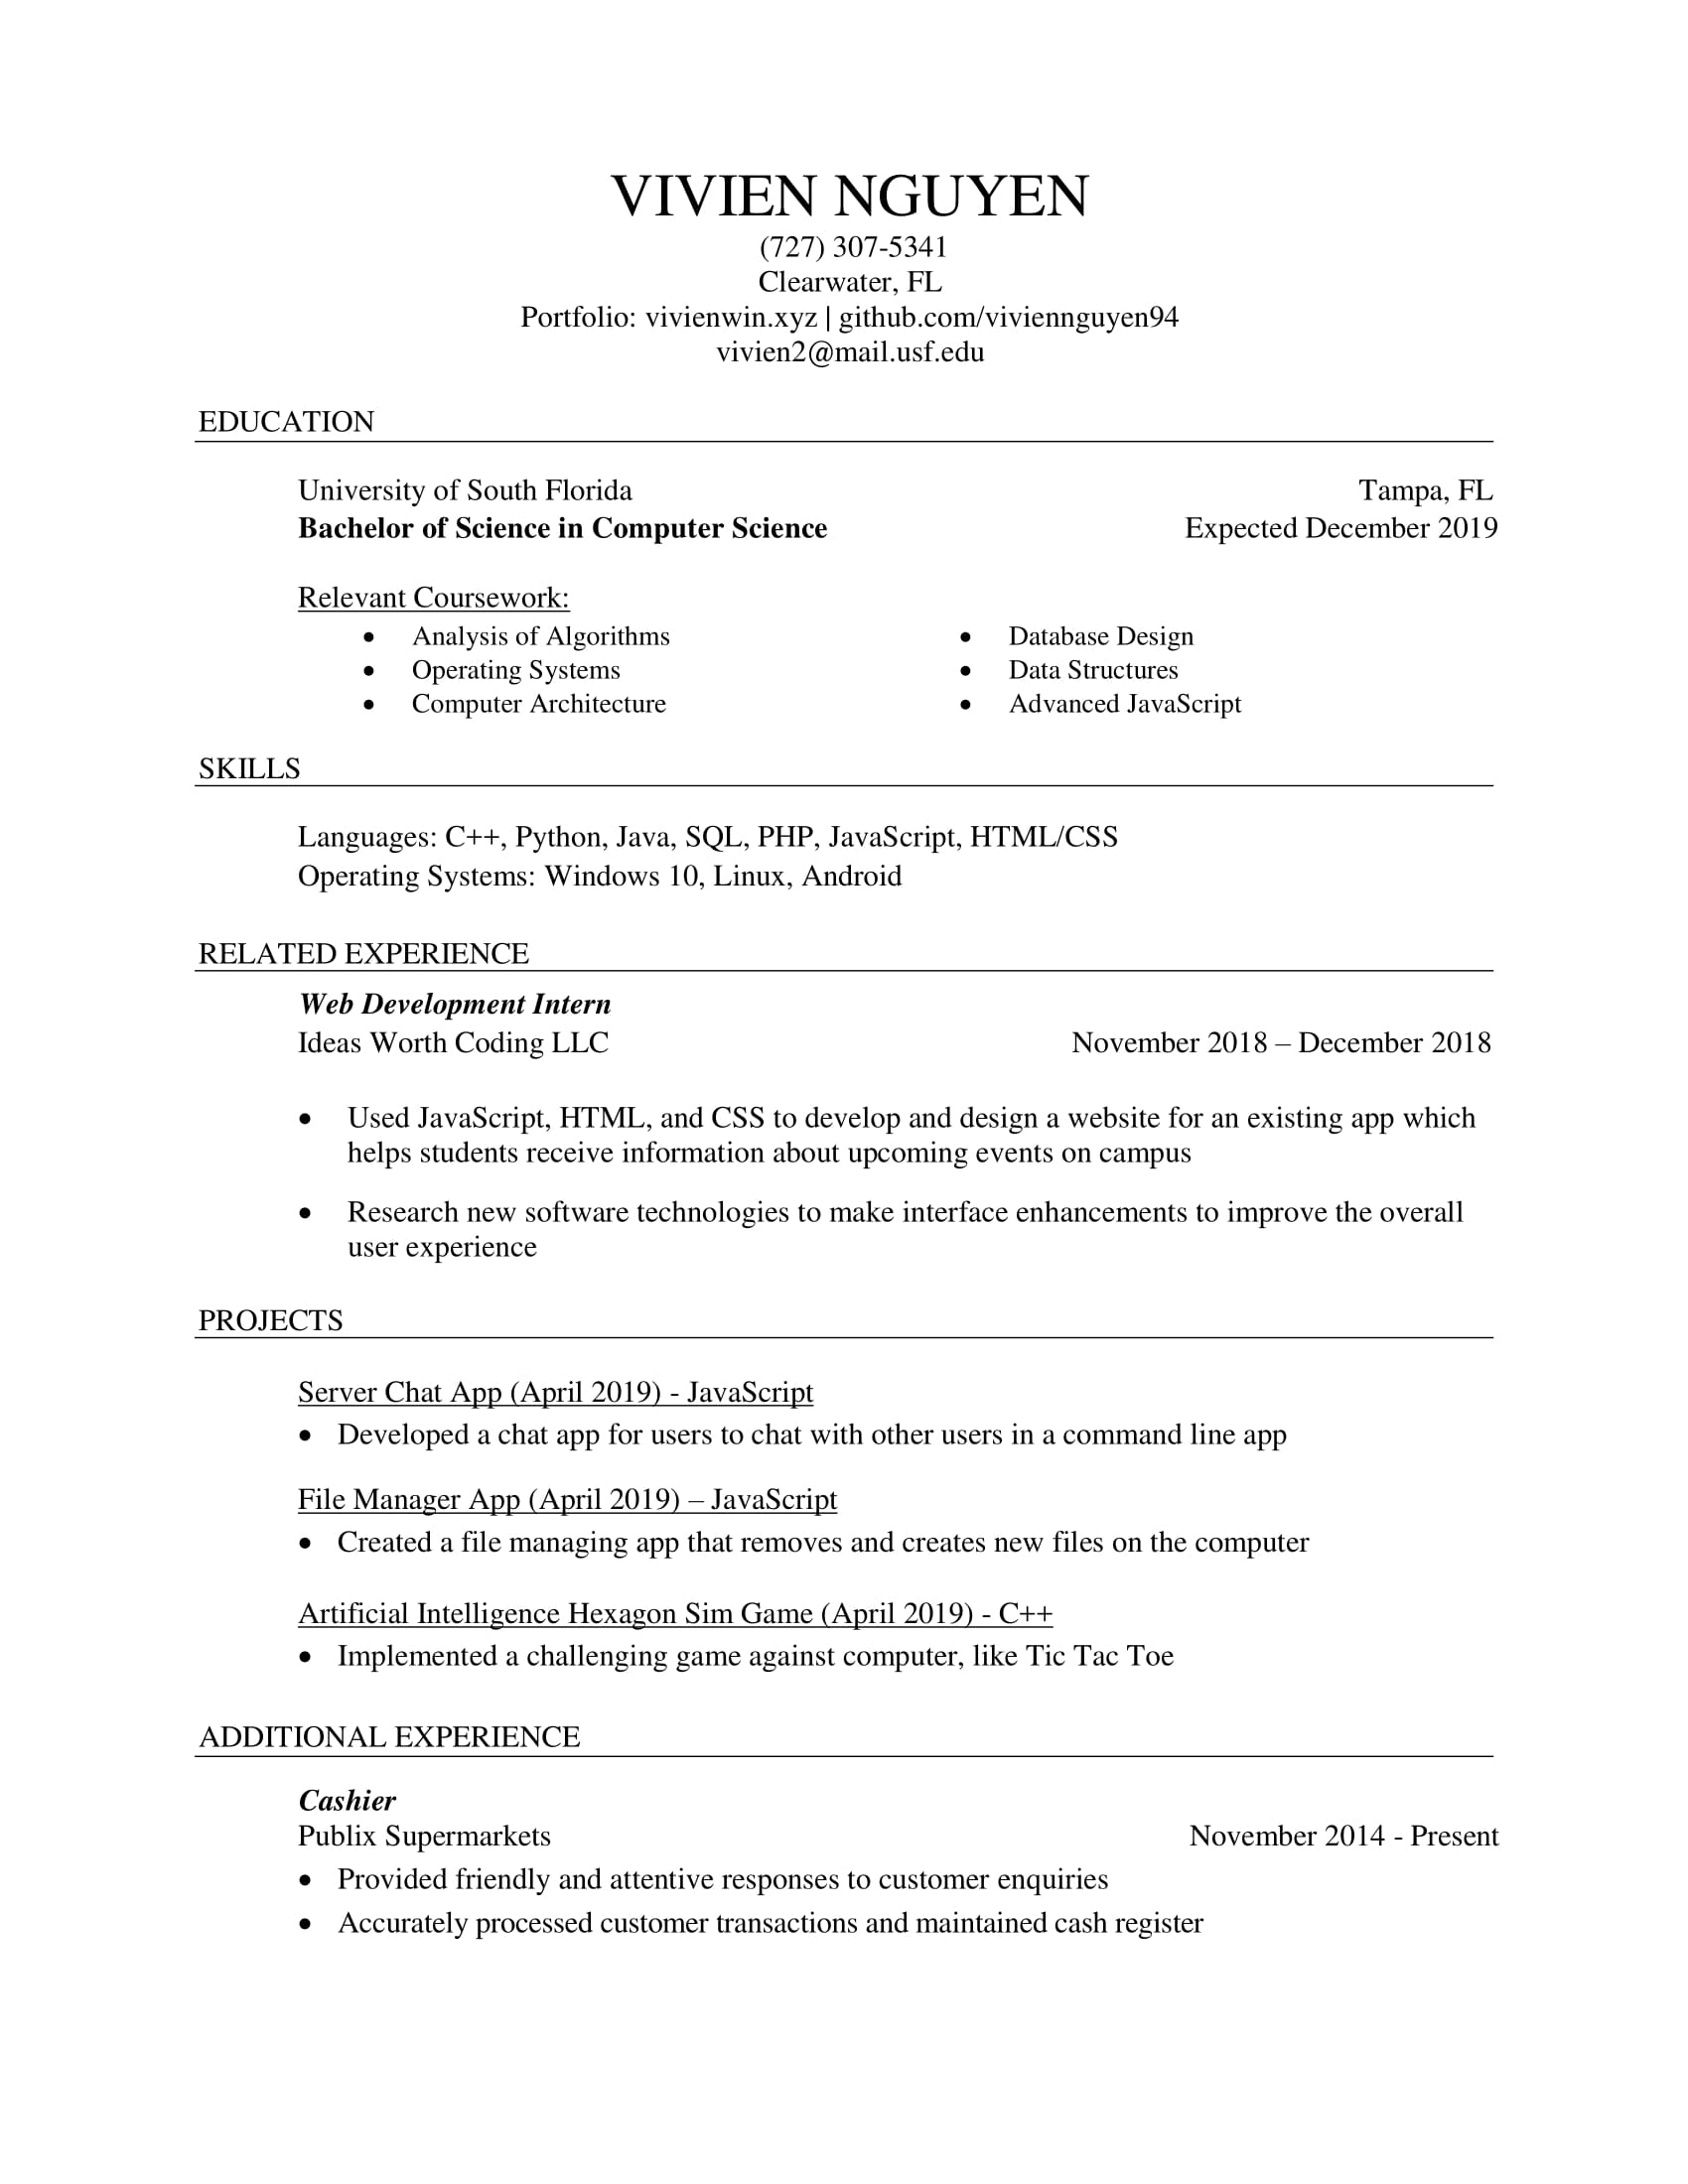 VIVIEN NGUYEN
(727) 307-5341
Clearwater, FL
Portfolio: vivienwin.xyz | github.com/viviennguyen94
vivien2@mail.usf.edu
EDUCATION
University of South Florida Tampa, FL
Bachelor of Science in Computer Science Expected December 2019
Relevant Coursework:
• Analysis of Algorithms • Database Design
• Operating Systems • Data Structures
• Computer Architecture • Advanced JavaScript
SKILLS
Languages: C++, Python, Java, SQL, PHP, JavaScript, HTML/CSS
Operating Systems: Windows 10, Linux, Android
RELATED EXPERIENCE
Web Development Intern
Ideas Worth Coding LLC November 2018 – December 2018
• Used JavaScript, HTML, and CSS to develop and design a website for an existing app which
helps students receive information about upcoming events on campus
• Research new software technologies to make interface enhancements to improve the overall
user experience
PROJECTS
Server Chat App (April 2019) - JavaScript
• Developed a chat app for users to chat with other users in a command line app
File Manager App (April 2019) – JavaScript
• Created a file managing app that removes and creates new files on the computer
Artificial Intelligence Hexagon Sim Game (April 2019) - C++
• Implemented a challenging game against computer, like Tic Tac Toe
ADDITIONAL EXPERIENCE
Cashier
Publix Supermarkets November 2014 - Present
• Provided friendly and attentive responses to customer enquiries
• Accurately processed customer transactions and maintained cash register